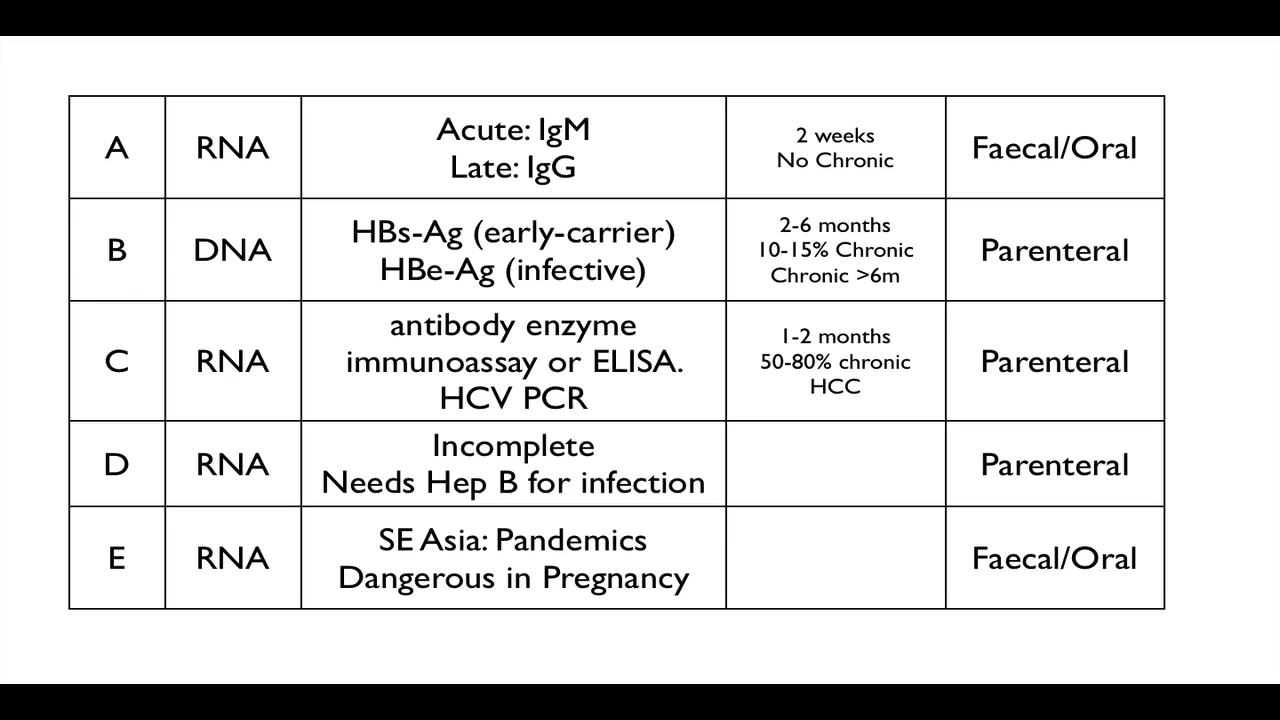 A
RNA
Acute: IgM
Late: IgG
2 weeks
No Chronic
Faecal/Oral
B
DNA
HBs-Ag (early-carrier)
HBe-Ag (infective)
2-6 months
10-15% Chronic
Chronic >6m
Parenteral
C
RNA
antibody enzyme
immunoassay or ELISA.
HCV PCR
1-2 months
50-80% chronic
HCC
Parenteral
D
RNA
Incomplete
Needs Hep B for infection
Parenteral
E
RNA
SE Asia: Pandemics
Dangerous in Pregnancy
Faecal/Oral